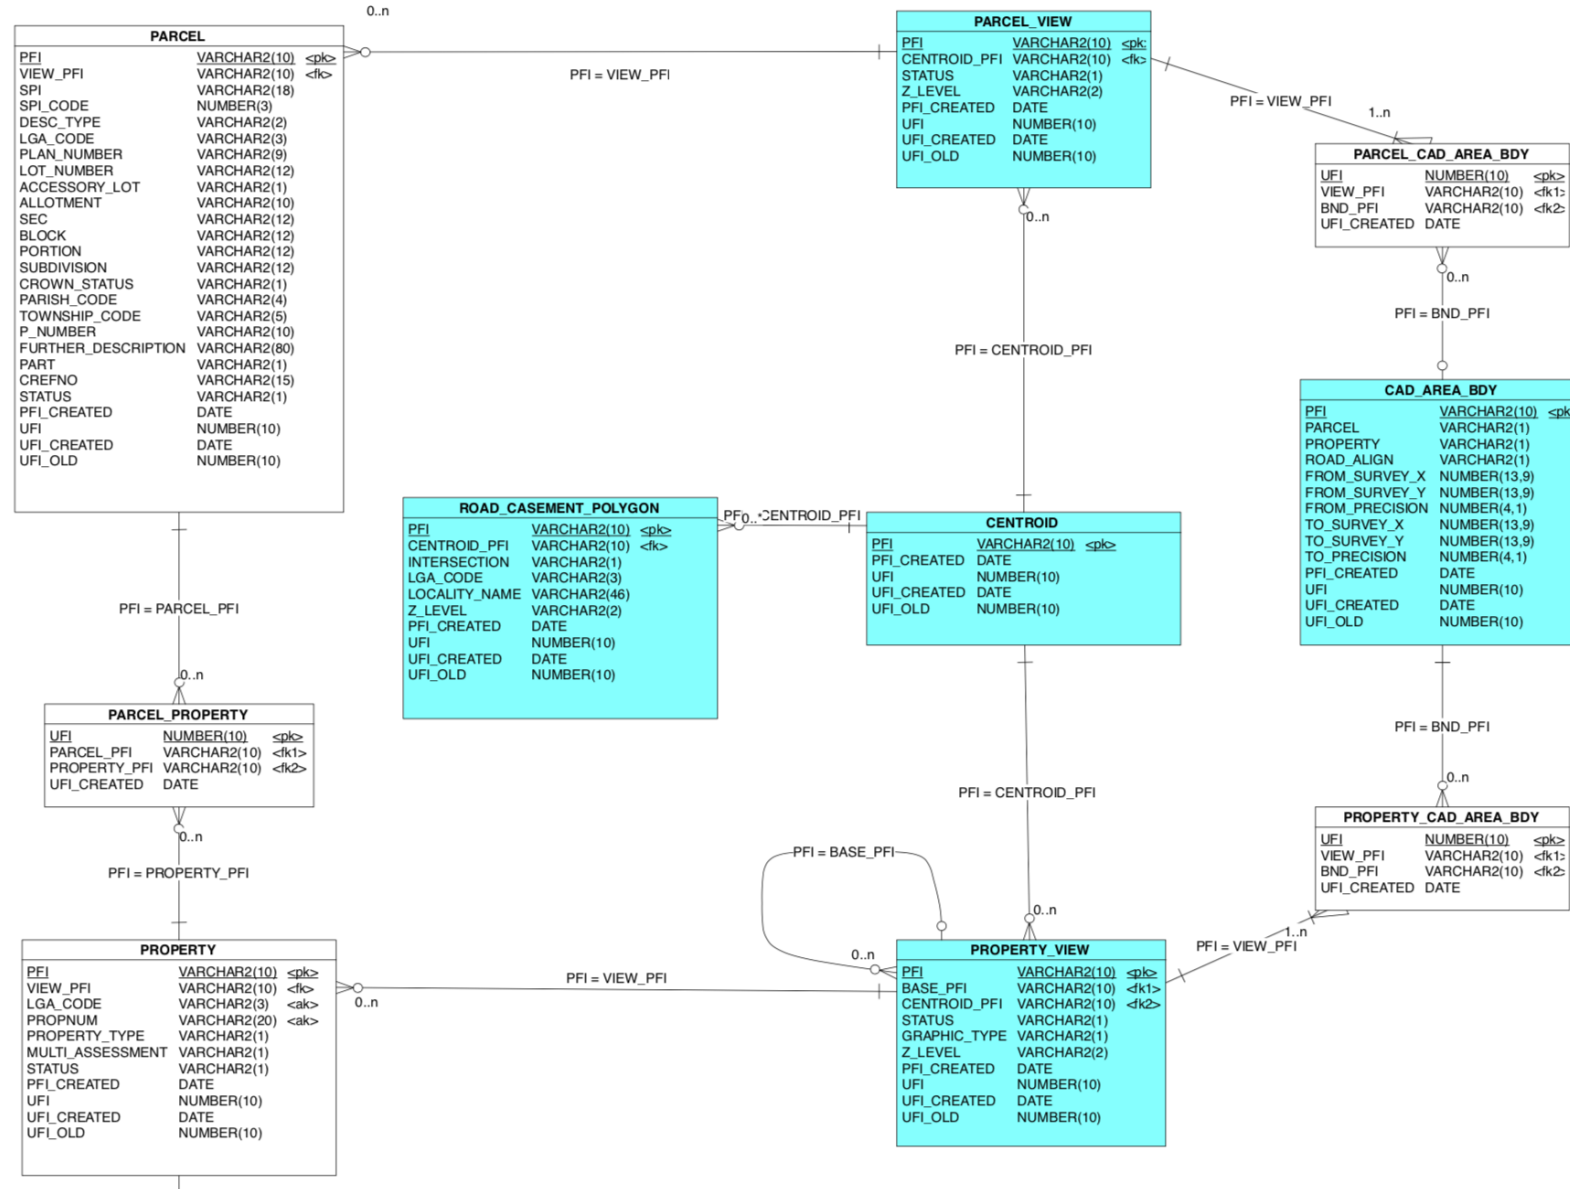 0..n
PARCEL
PFI VARCHAR2(10) <pk>
VIEW_PFI VARCHAR2(10) <fk>
SPI VARCHAR2(18)
SPI_CODE NUMBER(3)
DESC_TYPE VARCHAR2(2)
LGA_CODE VARCHAR2(3)
PLAN_NUMBER VARCHAR2(9)
LOT_NUMBER VARCHAR2(12)
ACCESSORY_LOT VARCHAR2(1)
ALLOTMENT VARCHAR2(10)
SEC VARCHAR2(12)
BLOCK VARCHAR2(12)
PORTION VARCHAR2(12)
SUBDIVISION VARCHAR2(12)
CROWN_STATUS VARCHAR2(1)
PARISH_CODE VARCHAR2(4)
TOWNSHIP_CODE VARCHAR2(5)
P_NUMBER VARCHAR2(10)
FURTHER_DESCRIPTION VARCHAR2(80)
PART VARCHAR2(1)
CREFNO VARCHAR2(15)
STATUS VARCHAR2(1)
PFI_CREATED DATE
UFI NUMBER(10)
UFI_CREATED DATE
UFI_OLD NUMBER(10)
PFI = VIEW_PFI
PARCEL_VIEW
PFI VARCHAR2(10) <pk:
CENTROID_PFI VARCHAR2(10) <fk>
STATUS VARCHAR2(1)
Z_LEVEL VARCHAR2(2)
PFI_CREATED DATE
UFI NUMBER(10)
UFI_CREATED DATE
UFI_OLD NUMBER(10)
0..n
PFI = VIEW_PFI
1..n
PARCEL_CAD_AREA_BDY
UFI NUMBER(10) <pk>
VIEW_PFI VARCHAR2(10) <fk1>
BND_PFI VARCHAR2(10) <fk2>
UFI_CREATED DATE
0..n
PFI = BND_PFI
PFI = CENTROID_PFI
CAD_AREA_BDY
PFI VARCHAR2(10) <pk
PARCEL VARCHAR2(1)
PROPERTY VARCHAR2(1)
ROAD_ALIGN VARCHAR2(1)
FROM_SURVEY_X NUMBER(13,9)
FROM_SURVEY_Y NUMBER(13,9)
FROM_PRECISION NUMBER(4,1)
TO_SURVEY_X NUMBER(13,9)
TO_SURVEY_Y NUMBER(13,9)
TO_PRECISION NUMBER(4,1)
PFI_CREATED DATE
UFI NUMBER(10)
UFI_CREATED DATE
UFI_OLD NUMBER(10)
ROAD_CASEMENT_POLYGON
PFI VARCHAR2(10) <pk>
CENTROID_PFI VARCHAR2(10) <fk>
INTERSECTION VARCHAR2(1)
LGA_CODE VARCHAR2(3)
LOCALITY_NAME VARCHAR2(46)
Z_LEVEL VARCHAR2(2)
PFI_CREATED DATE
UFI NUMBER(10)
UFI_CREATED DATE
UFI_OLD NUMBER(10)
CENTROID_PFI
CENTROID
PFI VARCHAR2(10) <pk>
PFI_CREATED DATE
UFI NUMBER(10)
UFI_CREATED DATE
UFI_OLD NUMBER(10)
PFI = PARCEL_PFI
0..n
PARCEL_PROPERTY
UFI NUMBER(10) <pk>
PARCEL_PFI VARCHAR2(10) <fk1>
PROPERTY_PFI VARCHAR2(10) <fk2>
UFI_CREATED DATE
0..n
PFI = PROPERTY_PFI
PFI = CENTROID_PFI
PFI = BASE_PFI
0..n
0..n
PFI = BND_PFI
0..n
PROPERTY_CAD_AREA_BDY
UFI NUMBER(10) <pk>
VIEW_PFI VARCHAR2(10) <fk1>
BND_PFI VARCHAR2(10) <fk2>
UFI_CREATED DATE
1..n
PFI = VIEW_PFI
PROPERTY
PFI VARCHAR2(10) <pk>
VIEW_PFI VARCHAR2(10) <fk>
LGA_CODE VARCHAR2(3) <ak>
PROPNUM VARCHAR2(20) <ak>
PROPERTY_TYPE VARCHAR2(1)
MULTI_ASSESSMENT VARCHAR2(1)
STATUS VARCHAR2(1)
PFI_CREATED DATE
UFI NUMBER(10)
UFI_CREATED DATE
UFI_OLD NUMBER(10)
0..n
PFI = VIEW_PFI
PROPERTY_VIEW
PFI VARCHAR2(10) <pk>
BASE_PFI VARCHAR2(10) <fk1>
CENTROID_PFI VARCHAR2(10) <fk2>
STATUS VARCHAR2(1)
GRAPHIC_TYPE VARCHAR2(1)
Z_LEVEL VARCHAR2(2)
PFI_CREATED DATE
UFI NUMBER(10)
UFI_CREATED DATE
UFI_OLD NUMBER(10)